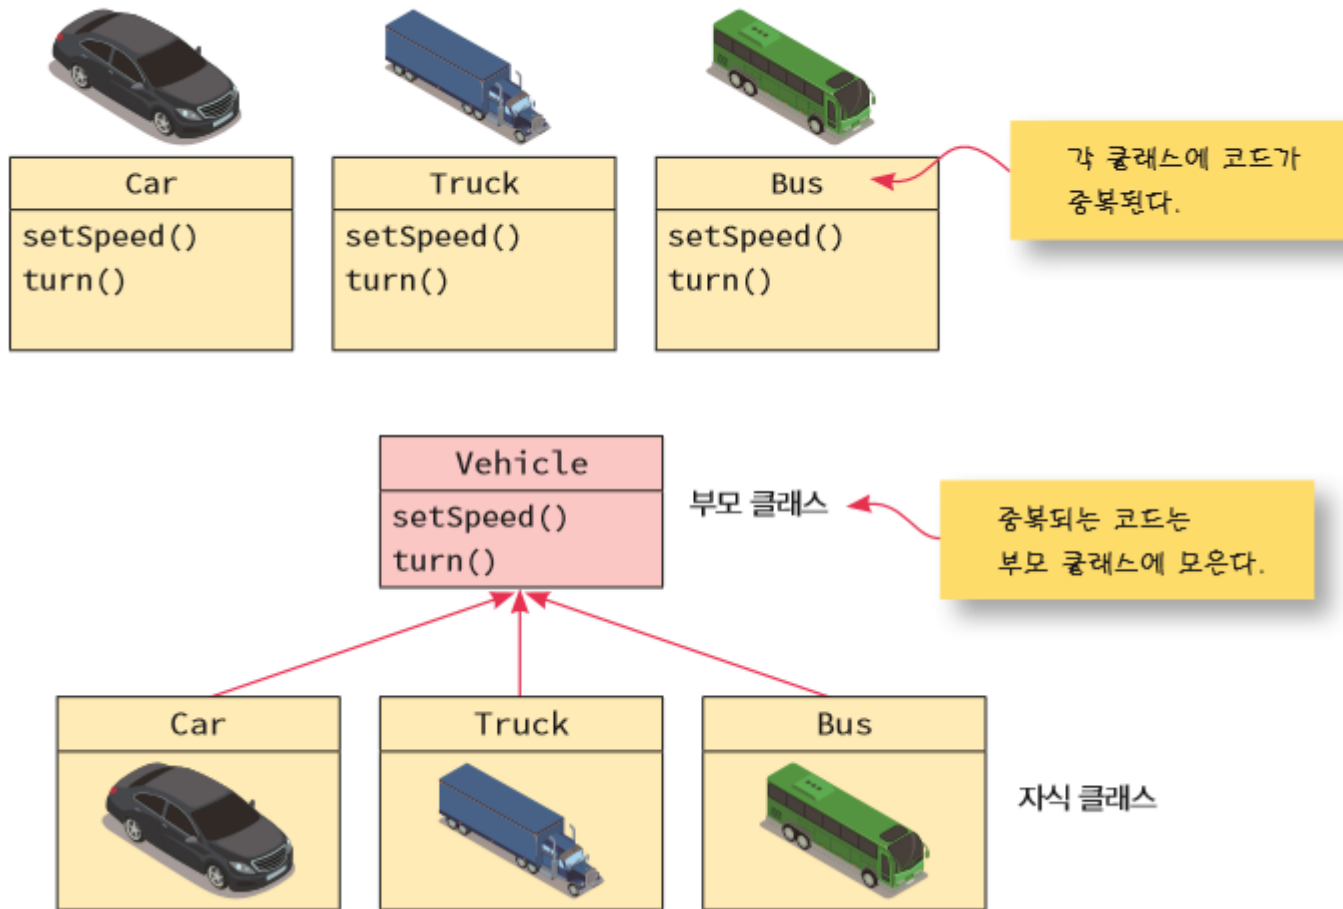 Car
Truck
Bus
각 클래스에 코드가
중복된다.
setSpeed()
setSpeed()
setSpeed()
turn()
turn()
turn()
Vehicle
setSpeed()
turn()
부모 클래스
중복되는 코드는
부모 클래스에 모은다.
Car
Truck
Bus
자식 클래스